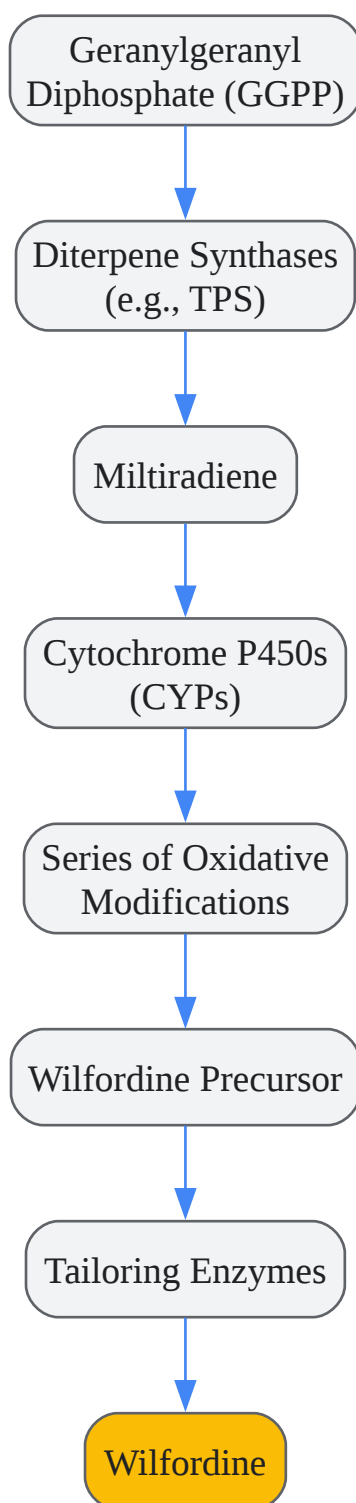 Geranylgeranyl
Diphosphate (GGPP)
Diterpene Synthases
(e.g., TPS)
Miltiradiene
Cytochrome P450s
(CYPs)
Series of Oxidative
Modifications
Wilfordine Precursor
Tailoring Enzymes
Wilfordine